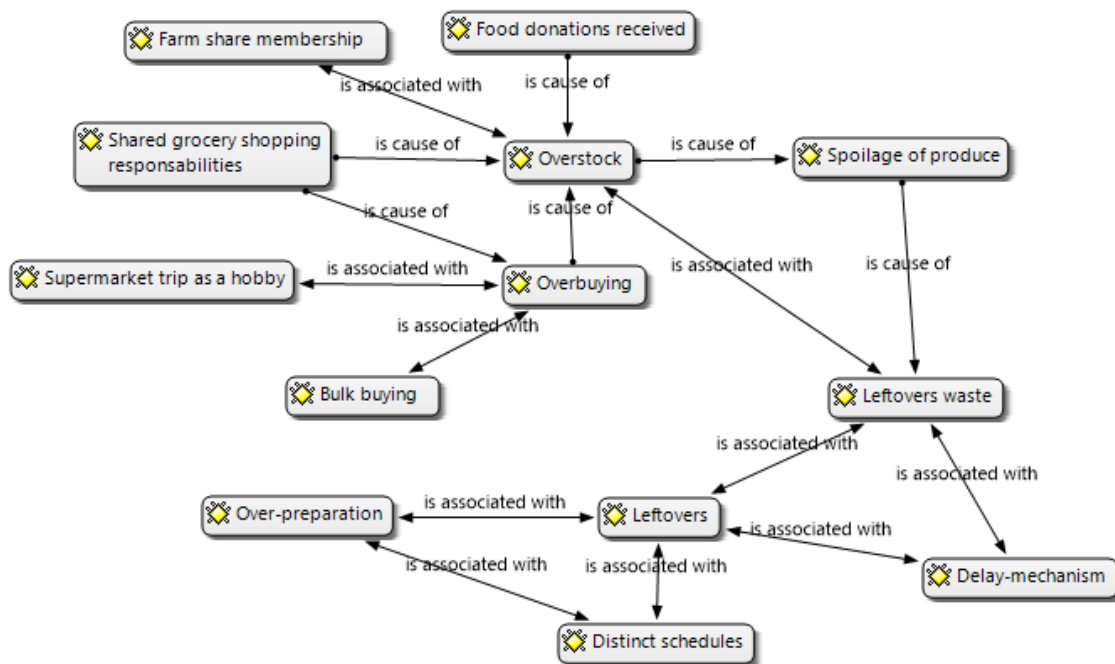 Food donations received
Farm share membership
is cause of
is associated with
Shared grocery shopping
responsabilities
is cause of
Overstock
is cause of
Spoilage of produce
is cause of
is cause of
is associated with
is cause of
Supermarket trip as a hobby
is associated with
Overbuying
is associated with
Bulk buying
Leftovers waste
is associated with
is associated with
Over-preparation
is associated with
Leftovers
is associated with
is associated with
is associated with
Delay-mechanism
Distinct schedules